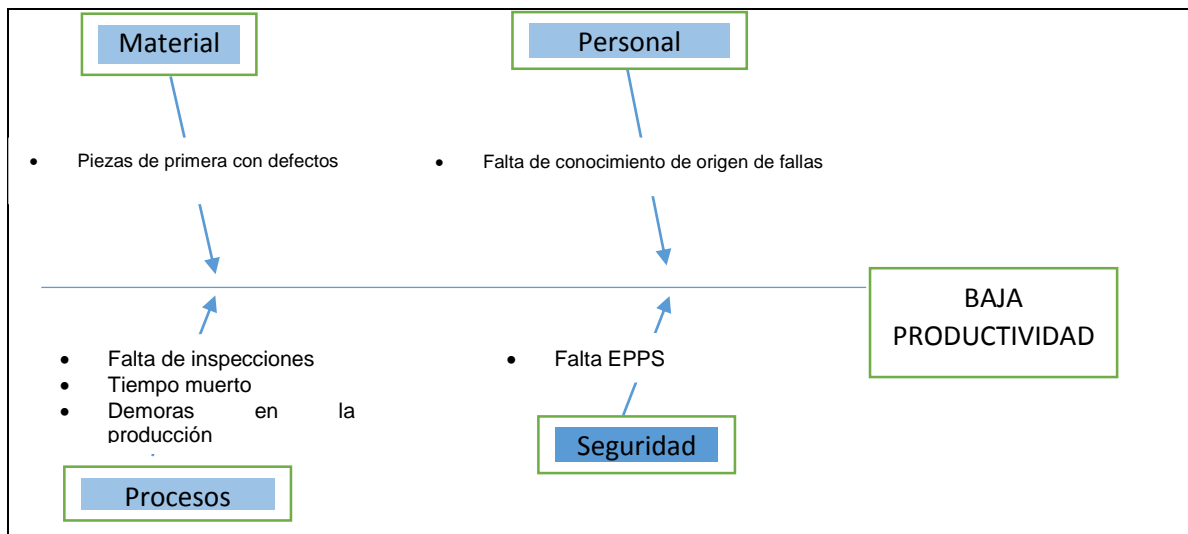 Material
Personal
• Piezas de primera con defectos
• Falta de conocimiento de origen de fallas
BAJA
PRODUCTIVIDAD
• Falta de inspecciones
• Tiempo muerto
• Demoras en la
producción
• Falta EPPS
Seguridad
Procesos